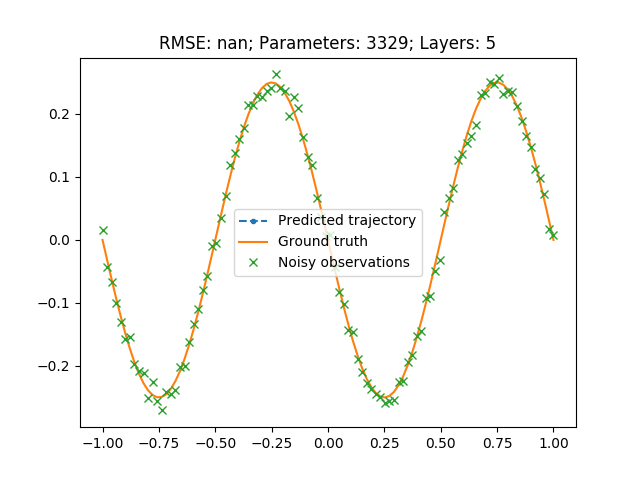 RMSE: nan; Parameters: 3329; Layers: 5
0.2
0.1
0.0
−0.1
−0.2
Predicted trajectory
Ground truth
Noisy observations
−1.00 −0.75 −0.50 −0.25 0.00 0.25 0.50 0.75 1.00